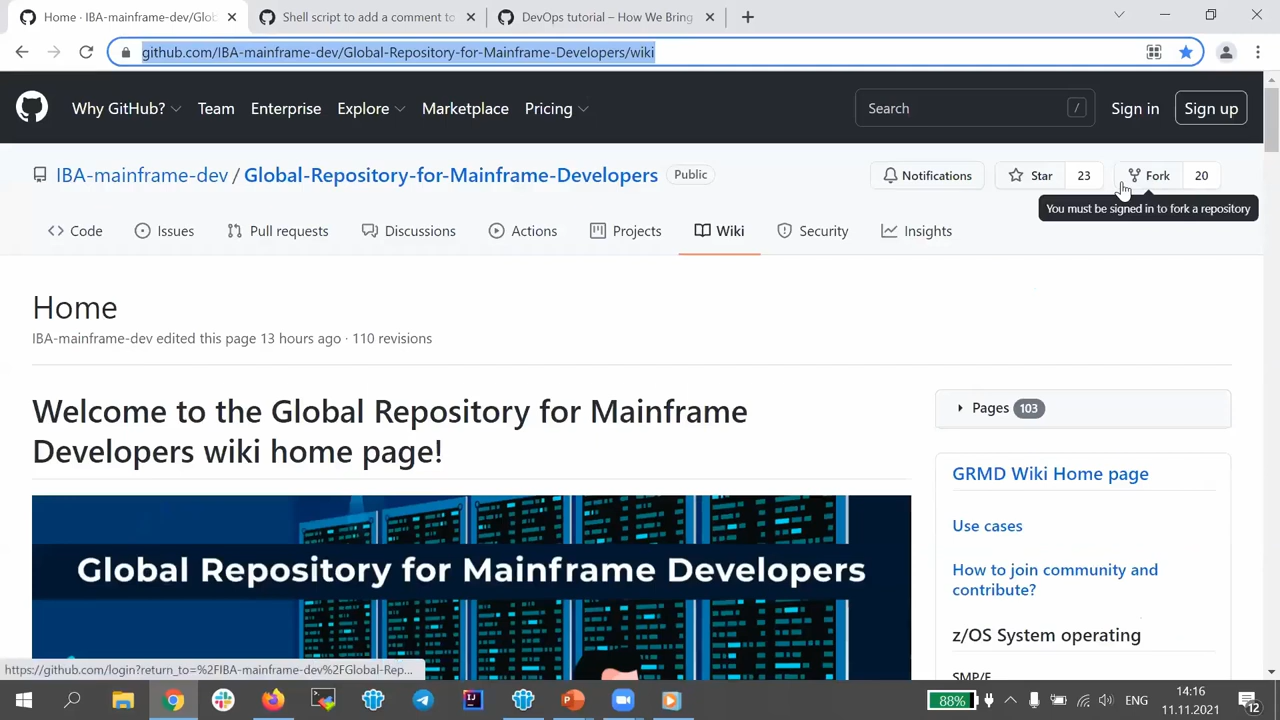 Home · IBA-mainframe-dev/Glob
Shell script to add a comment to
DevOps tutorial – How We Bring
github.com/IBA-mainframe-dev/Global-Repository-for-Mainframe-Developers/wiki
Why GitHub?
Team
Enterprise
Explore
Marketplace
Pricing
Search
/
Sign in
Sign up
IBA-mainframe-dev / Global-Repository-for-Mainframe-Developers
Public
Notifications
Star
23
Fork
20
You must be signed in to fork a repository
Code
Issues
Pull requests
Discussions
Actions
Projects
Wiki
Security
Insights
Home
IBA-mainframe-dev edited this page 13 hours ago · 110 revisions
Welcome to the Global Repository for Mainframe
Developers wiki home page!
Global Repository for Mainframe Developers
Pages 103
GRMD Wiki Home page
Use cases
How to join community and
contribute?
z/OS System operating
SMP/E
https://github.com/login?return_to=%2FIBA-mainframe-dev%2FGlobal-Rep...
88%
ENG
14:16
11.11.2021
12